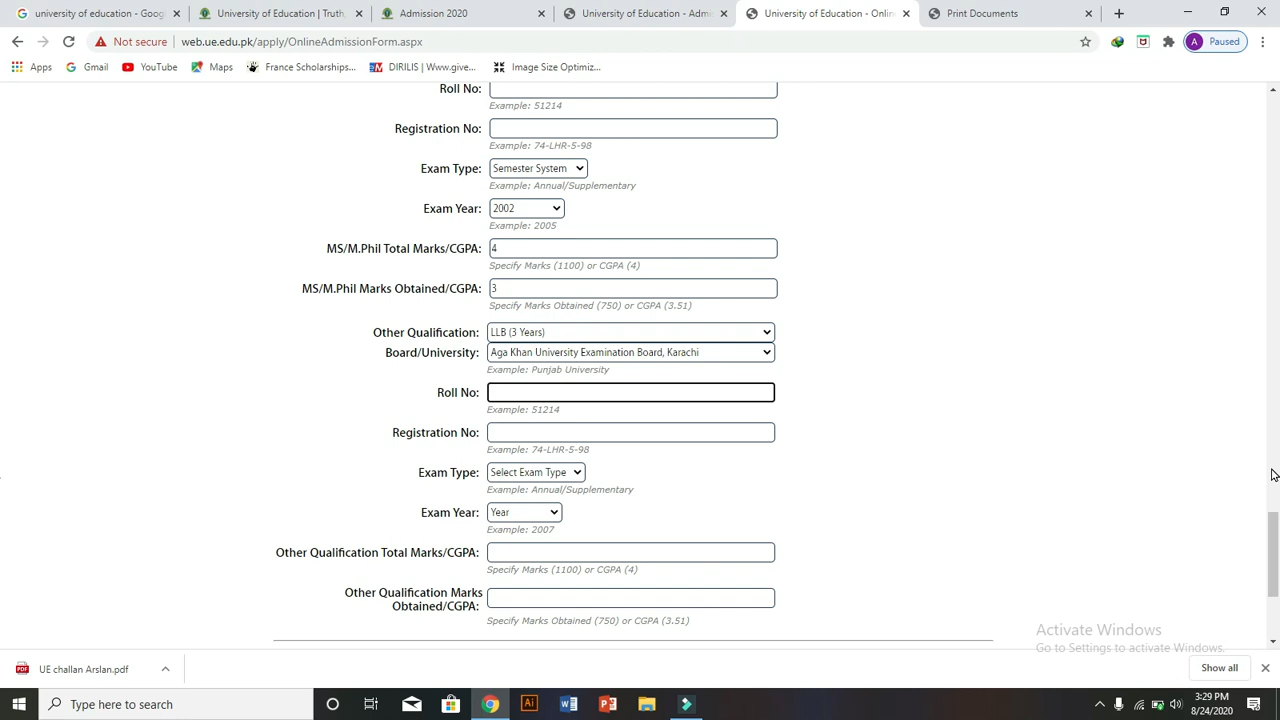 university of education - Goog
University of Education | Truth,
Admission 2020
University of Education - Admi
University of Education - Onlin
Print Documents
Not secure
web.ue.edu.pk/apply/OnlineAdmissionForm.aspx
A
Paused
Apps
Gmail
YouTube
Maps
France Scholarships...
DIRILIS | Www.give...
Image Size Optimiz...
Roll No:
Example: 51214
Registration No:
Example: 74-LHR-5-98
Exam Type:
Semester System
Example: Annual/Supplementary
Exam Year:
2002
Example: 2005
MS/M.Phil Total Marks/CGPA:
4
Specify Marks (1100) or CGPA (4)
MS/M.Phil Marks Obtained/CGPA:
3
Specify Marks Obtained (750) or CGPA (3.51)
Other Qualification:
LLB (3 Years)
Board/University:
Aga Khan University Examination Board, Karachi
Example: Punjab University
Roll No:
Example: 51214
Registration No:
Example: 74-LHR-5-98
Exam Type:
Select Exam Type
Example: Annual/Supplementary
Exam Year:
Year
Example: 2007
Other Qualification Total Marks/CGPA:
Specify Marks (1100) or CGPA (4)
Other Qualification Marks
Obtained/CGPA:
Specify Marks Obtained (750) or CGPA (3.51)
Activate Windows
Go to Settings to activate Windows.
UE challan Arslan.pdf
Show all
Type here to search
Ai
3:29 PM
8/24/2020